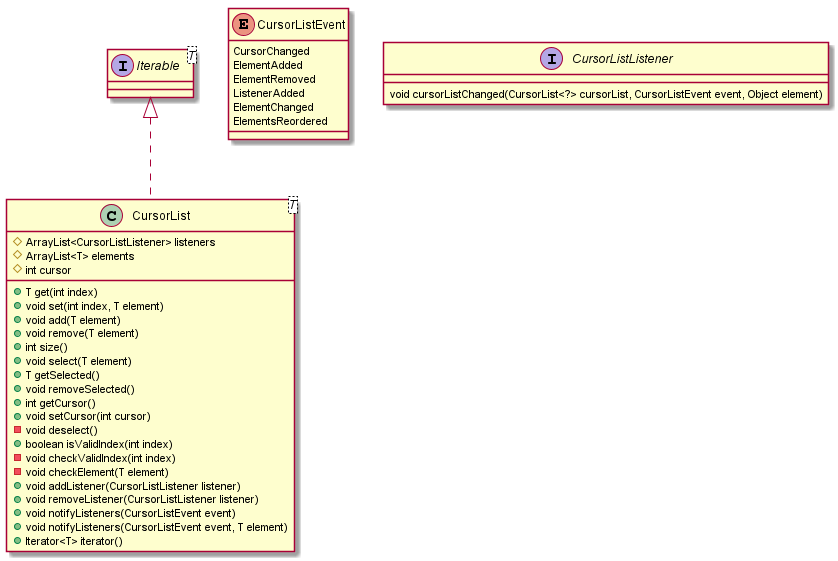 I Iterable T
E CursorListEvent
CursorChanged
ElementAdded
ElementRemoved
ListenerAdded
ElementChanged
ElementsReordered
I CursorListListener
void cursorListChanged(CursorList<?> cursorList, CursorListEvent event, Object element)
C CursorList T
ArrayList<CursorListListener> listeners
ArrayList<T> elements
int cursor
T get(int index)
void set(int index, T element)
void add(T element)
void remove(T element)
int size()
void select(T element)
T getSelected()
void removeSelected()
int getCursor()
void setCursor(int cursor)
void deselect()
boolean isValidIndex(int index)
void checkValidIndex(int index)
void checkElement(T element)
void addListener(CursorListListener listener)
void removeListener(CursorListListener listener)
void notifyListeners(CursorListEvent event)
void notifyListeners(CursorListEvent event, T element)
Iterator<T> iterator()